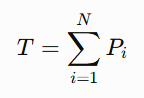 T = \sum_{i=1}^{N} P_i